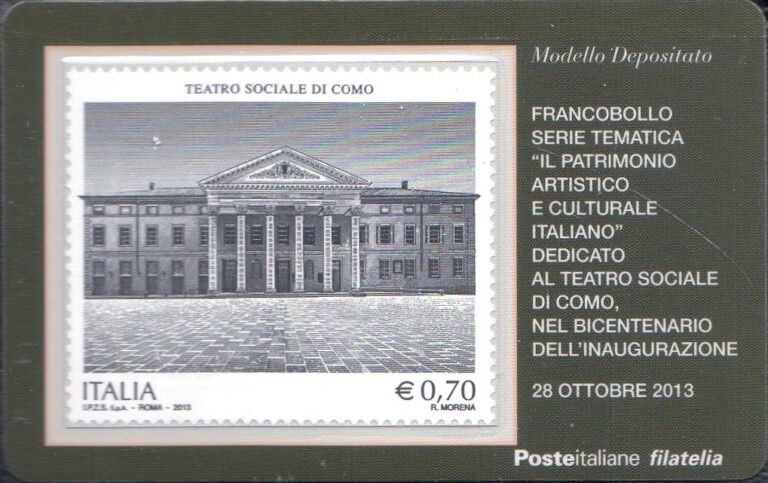 TEATRO SOCIALE DI COMO
ITALIA
€ 0,70
I.P.Z.S. S.p.A. - ROMA - 2013
R. MORENA
Modello Depositato
FRANCOBOLLO
SERIE TEMATICA
“IL PATRIMONIO
ARTISTICO
E CULTURALE
ITALIANO”
DEDICATO
AL TEATRO SOCIALE
DI COMO,
NEL BICENTENARIO
DELL'INAUGURAZIONE
28 OTTOBRE 2013
Posteitaliane filatelia